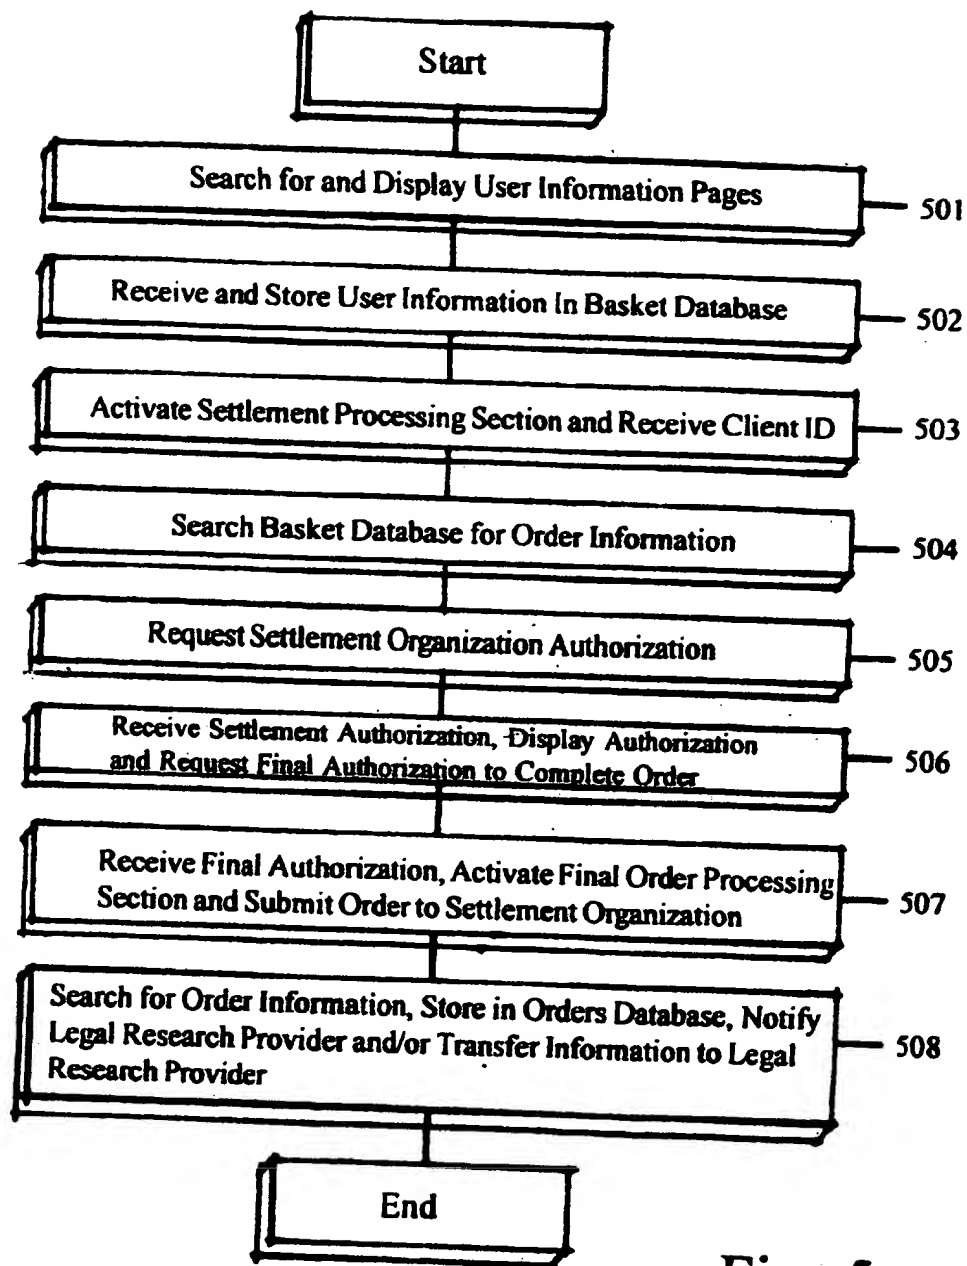 Start
Search for and Display User Information Pages
501
Receive and Store User Information In Basket Database
502
Activate Settlement Processing Section and Receive Client ID
503
Search Basket Database for Order Information
504
Request Settlement Organization Authorization
505
Receive Settlement Authorization, Display Authorization
and Request Final Authorization to Complete Order
506
Receive Final Authorization, Activate Final Order Processing
Section and Submit Order to Settlement Organization
507
Search for Order Information, Store in Orders Database, Notify
Legal Research Provider and/or Transfer Information to Legal
Research Provider
508
End